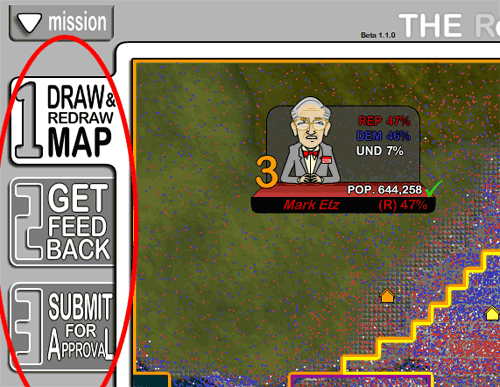 mission
Beta 1.1.0
THE Re
1 DRAW &
REDRAW
MAP
REP 47%
DEM 46%
UND 7%
3
POP. 644,258
Mark Etz (R) 47%
2 GET
FEED
BACK
3 SUBMIT
FOR
APPROVAL